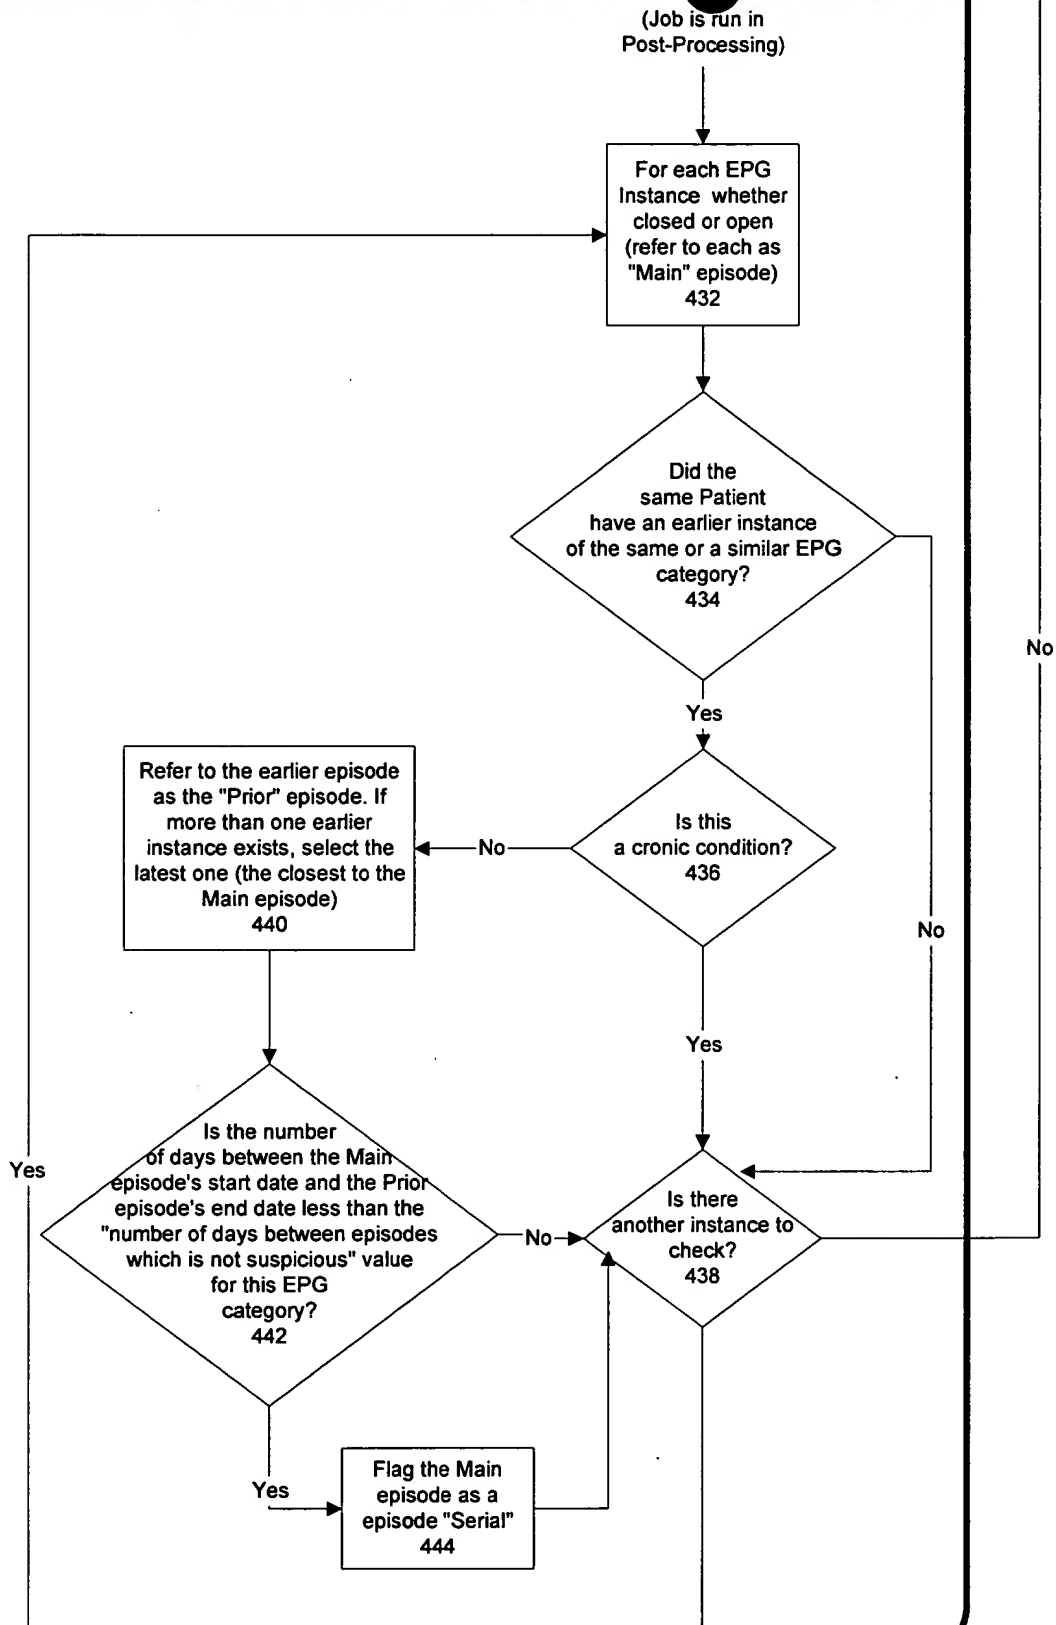 (Job is run in
Post-Processing)
For each EPG
Instance whether
closed or open
(refer to each as
"Main" episode)
432
Did the
same Patient
have an earlier instance
of the same or a similar EPG
category?
434
No
Yes
Refer to the earlier episode
as the "Prior" episode. If
more than one earlier
instance exists, select the
latest one (the closest to the
Main episode)
440
No
Is this
a cronic condition?
436
No
Yes
Is the number
of days between the Main
episode's start date and the Prior
episode's end date less than the
"number of days between episodes
which is not suspicious" value
for this EPG
category?
442
Yes
No
Is there
another instance to
check?
438
Yes
Flag the Main
episode as a
episode "Serial"
444